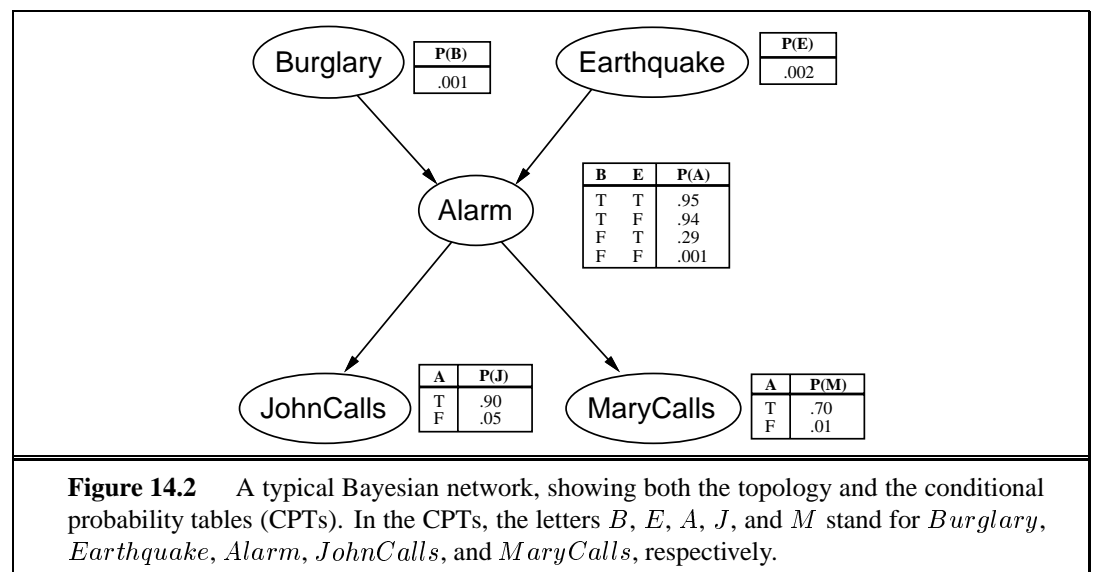 Burglary
P(B)
.001
Earthquake
P(E)
.002
Alarm
B E P(A)
T T .95
T F .94
F T .29
F F .001
JohnCalls
A P(J)
T .90
F .05
MaryCalls
A P(M)
T .70
F .01
Figure 14.2 A typical Bayesian network, showing both the topology and the conditional
probability tables (CPTs). In the CPTs, the letters B, E, A, J, and M stand for Burglary,
Earthquake, Alarm, JohnCalls, and MaryCalls, respectively.